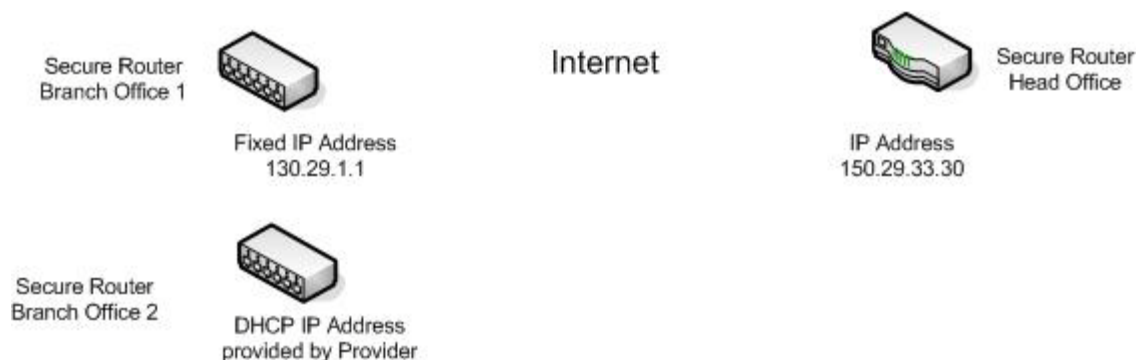 Secure Router
Branch Office 1
Fixed IP Address
130.29.1.1
Internet
Secure Router
Head Office
IP Address
150.29.33.30
Secure Router
Branch Office 2
DHCP IP Address
provided by Provider